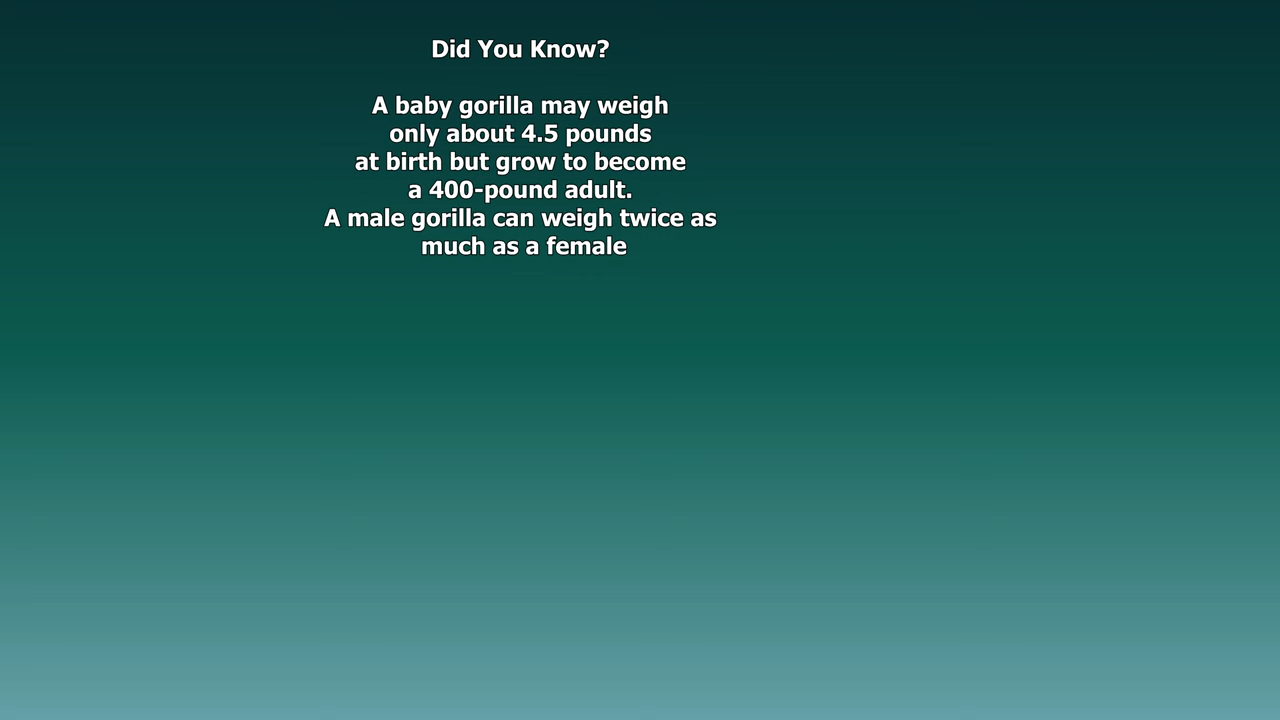 Did You Know?
A baby gorilla may weigh
only about 4.5 pounds
at birth but grow to become
a 400-pound adult.
A male gorilla can weigh twice as
much as a female